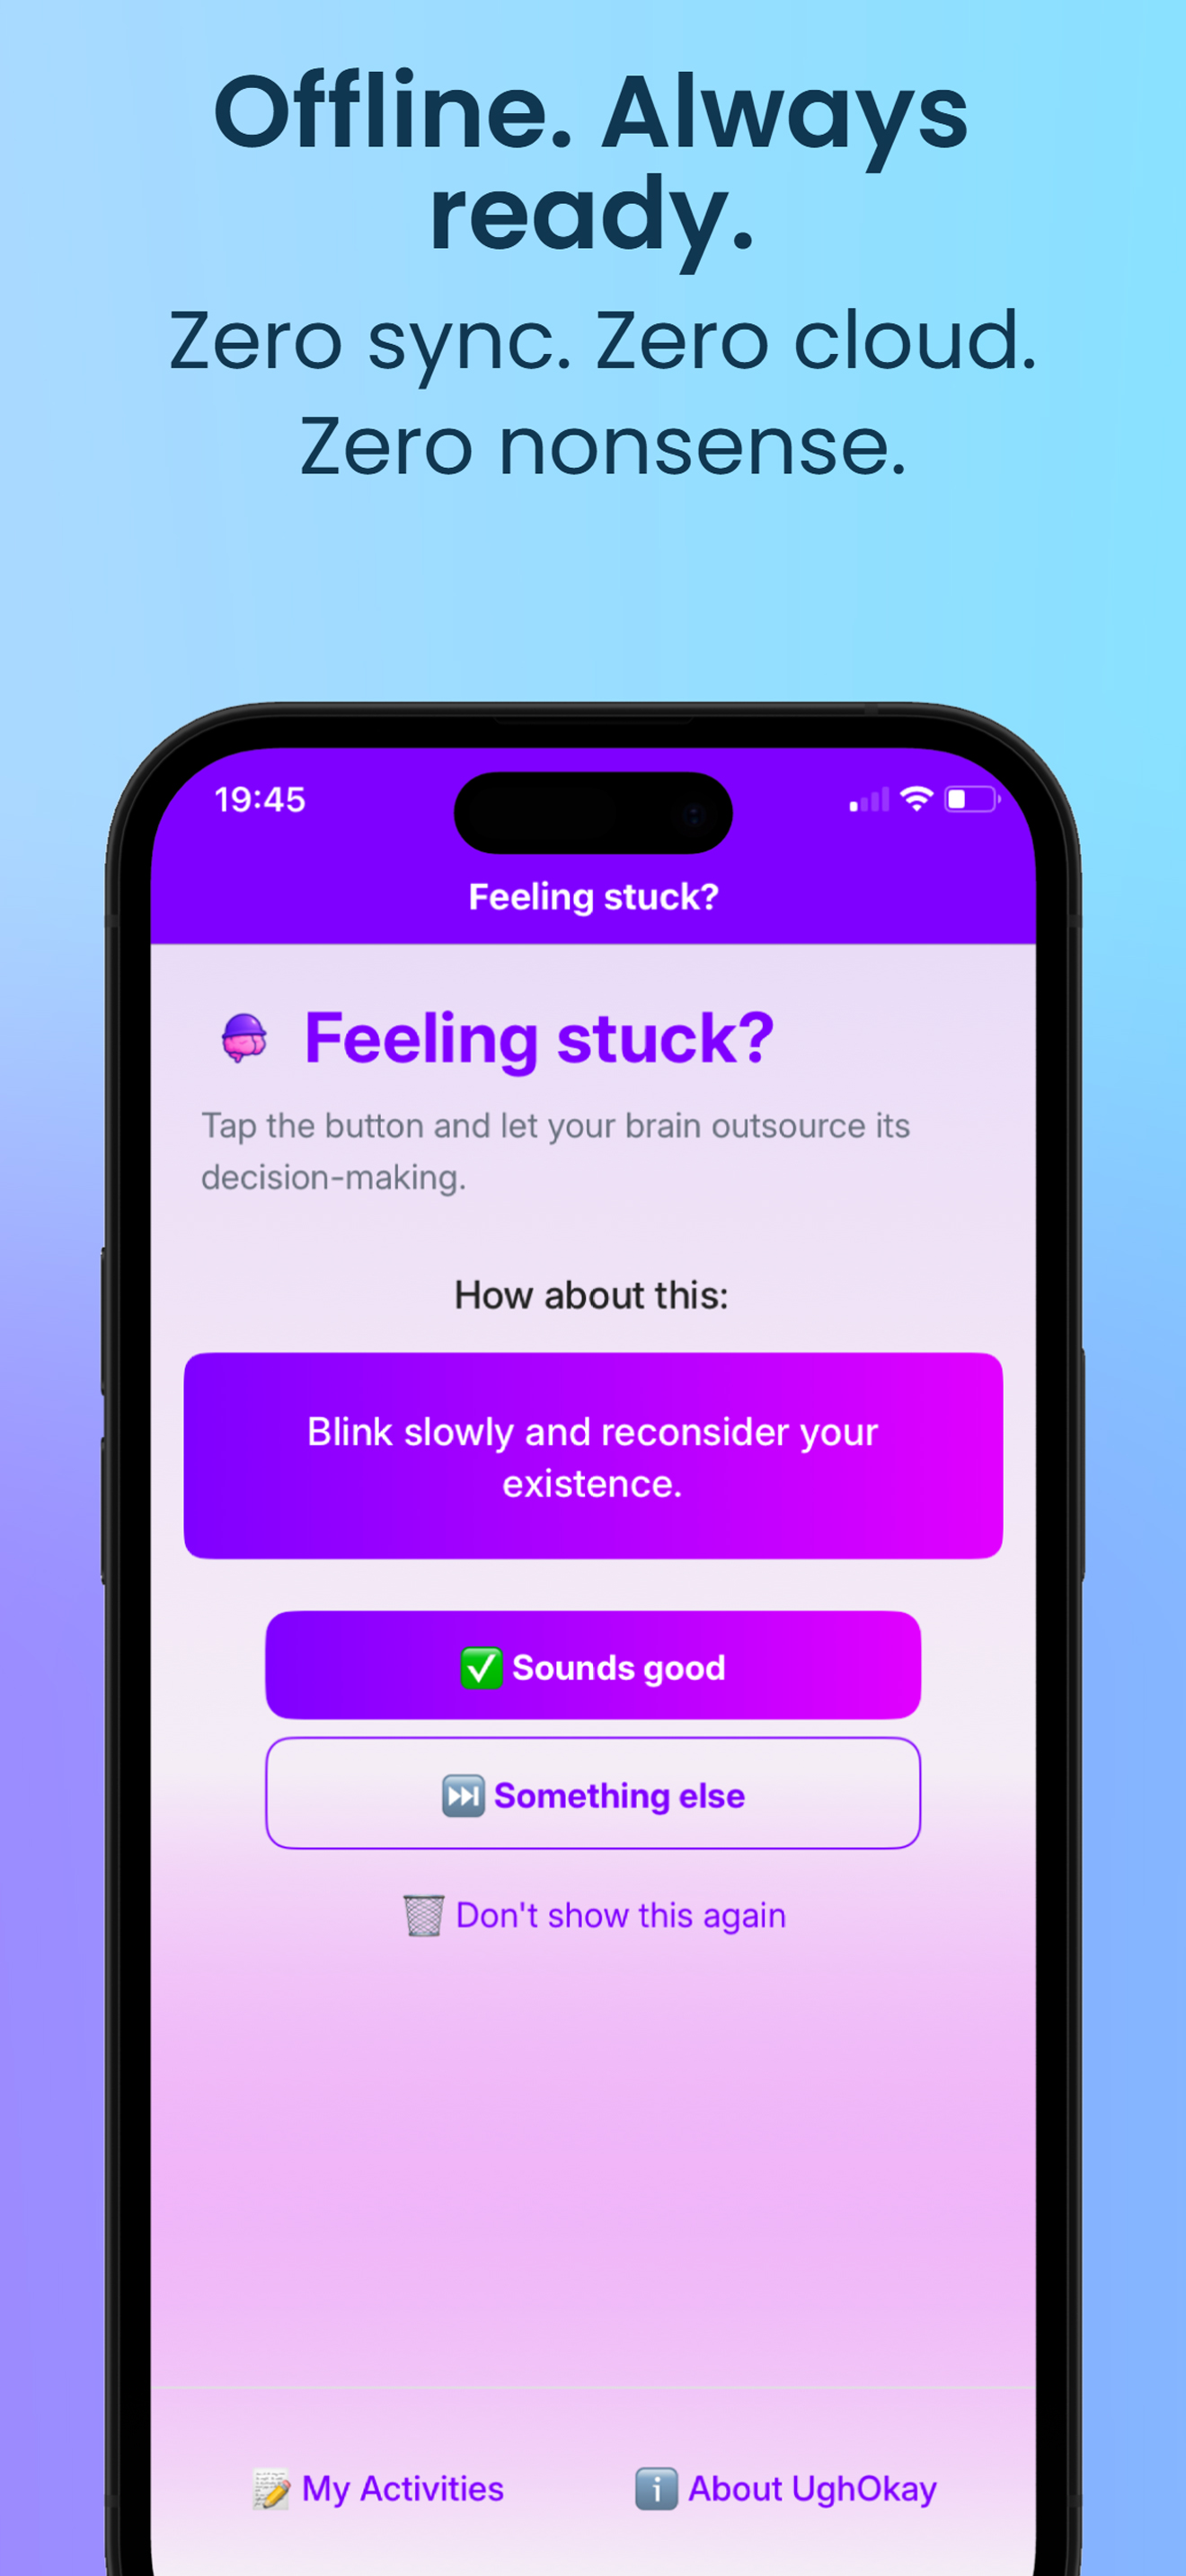 Offline. Always
ready.
Zero sync. Zero cloud.
Zero nonsense.
19:45
Feeling stuck?
Feeling stuck?
Tap the button and let your brain outsource its
decision-making.
How about this:
Blink slowly and reconsider your
existence.
✅ Sounds good
⏭️ Something else
🗑️ Don't show this again
📝 My Activities
ℹ️ About UghOkay